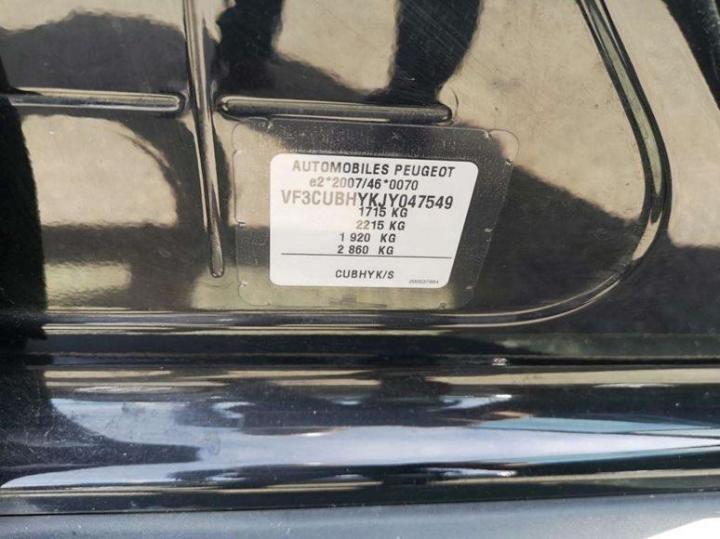 AUTOMOBILES PEUGEOT
e2*2007/46*0070
VF3CUBHYKJY047549
1715 KG
2215 KG
1 920 KG
2 860 KG
CUBHYK/S